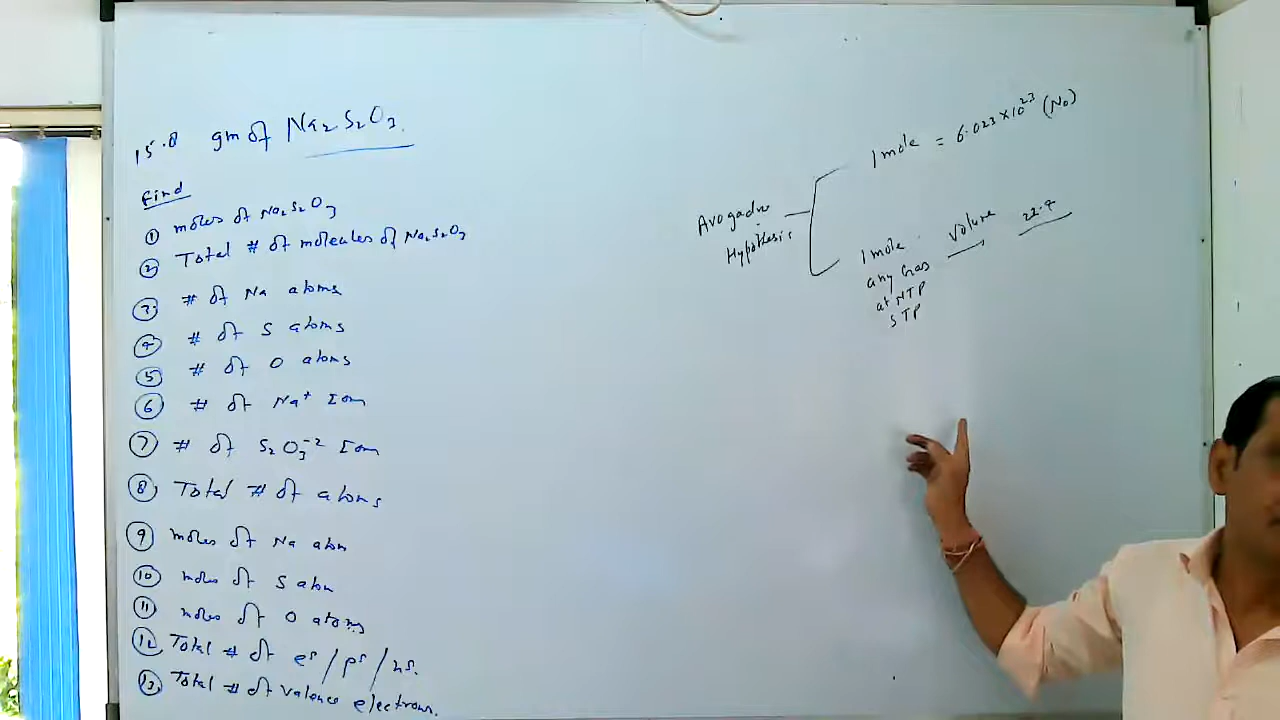 15.8 gm of Na2S2O3.
Find
① moles of Na2S2O3
② Total # of molecules of Na2S2O3
③ # of Na atoms
④ # of S atoms
⑤ # of O atoms
⑥ # of Na+ Ion
⑦ # of S2O3-2 Ion
⑧ Total # of atoms
⑨ moles of Na atom
⑩ moles of S atom
⑪ moles of O atoms
⑫ Total # of es / ps / ns.
⑬ Total # of valence electrons.
Avogadro
Hypothesis
1 mole = 6.023 × 10^23 (No)
1 mole volume 22.4
any Gas
at NTP
STP